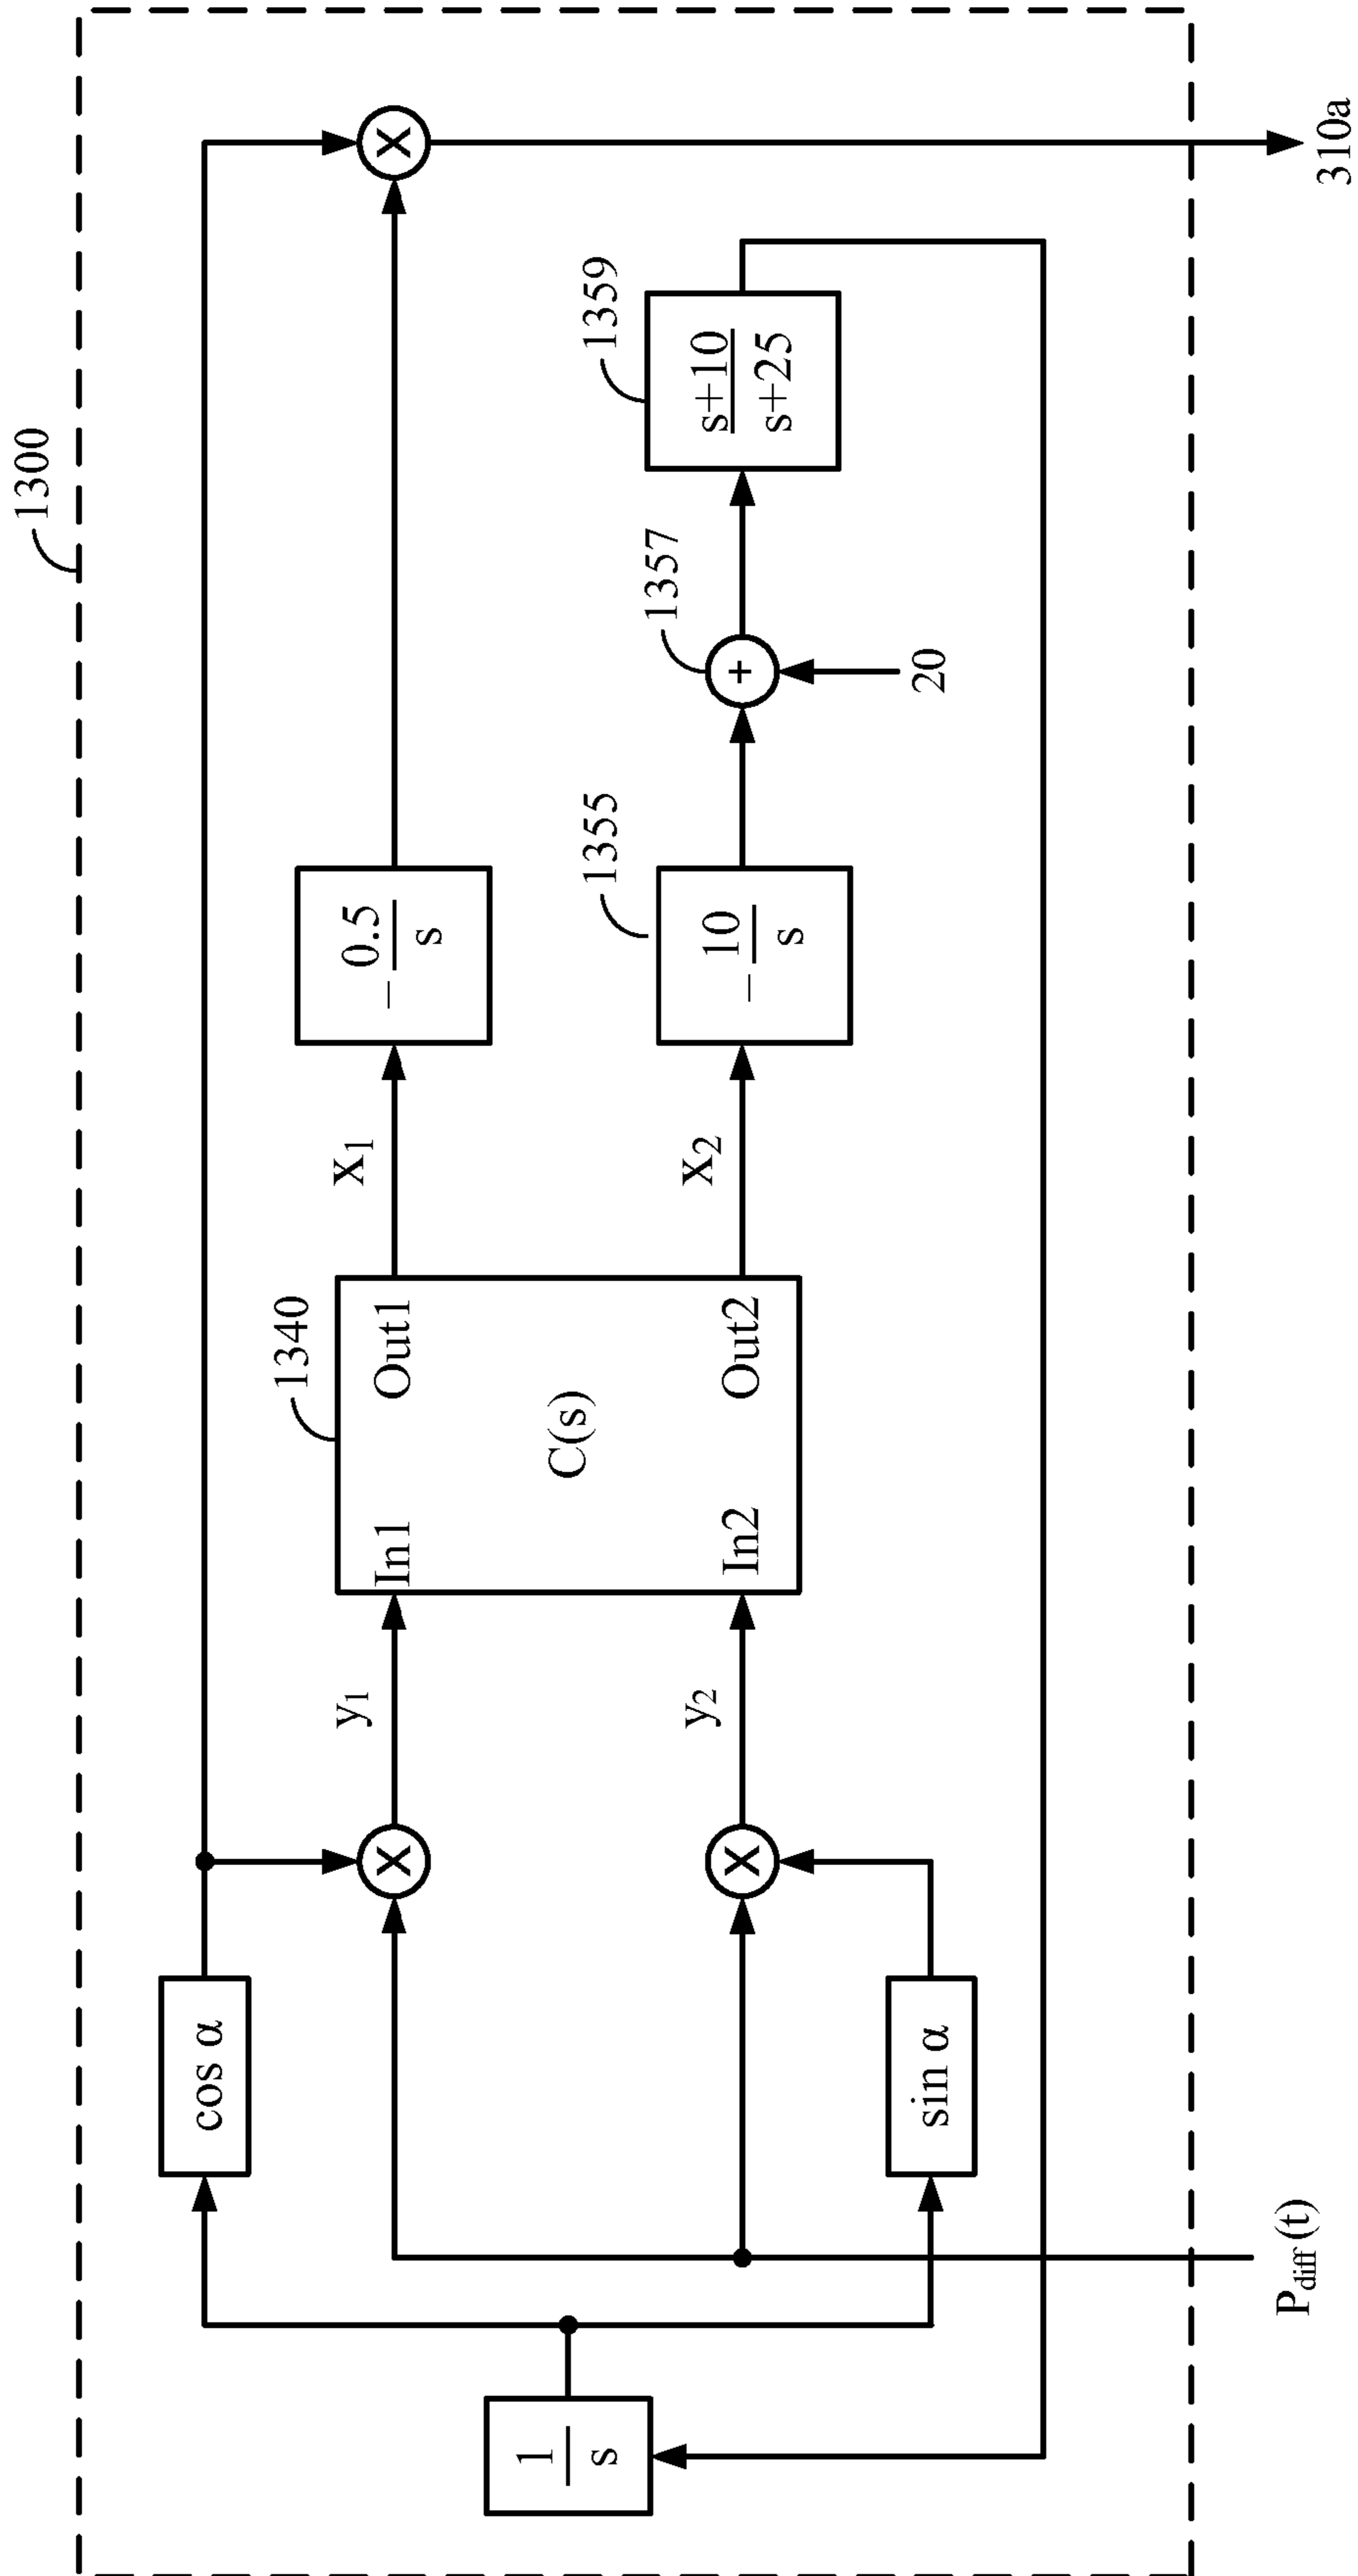 1300
cos α
1340
1359
1357
1355
y₁
In1
Out1
x₁
− 0.5
s
1
s
C(s)
s+10
s+25
X
X
X
+
y₂
In2
Out2
x₂
− 10
s
20
sin α
Pdiff (t)
310a